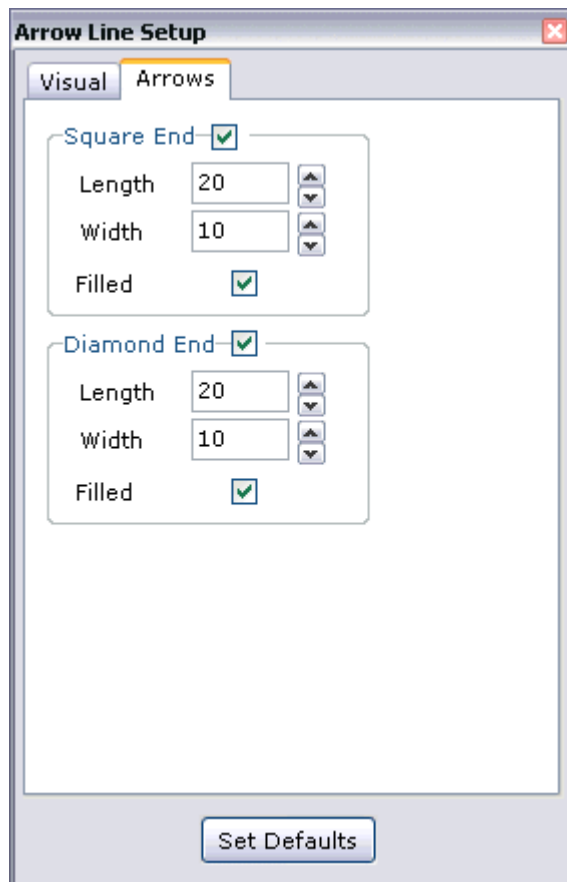 Arrow Line Setup
Visual Arrows
Square End
Length 20
Width 10
Filled
Diamond End
Length 20
Width 10
Filled
Set Defaults